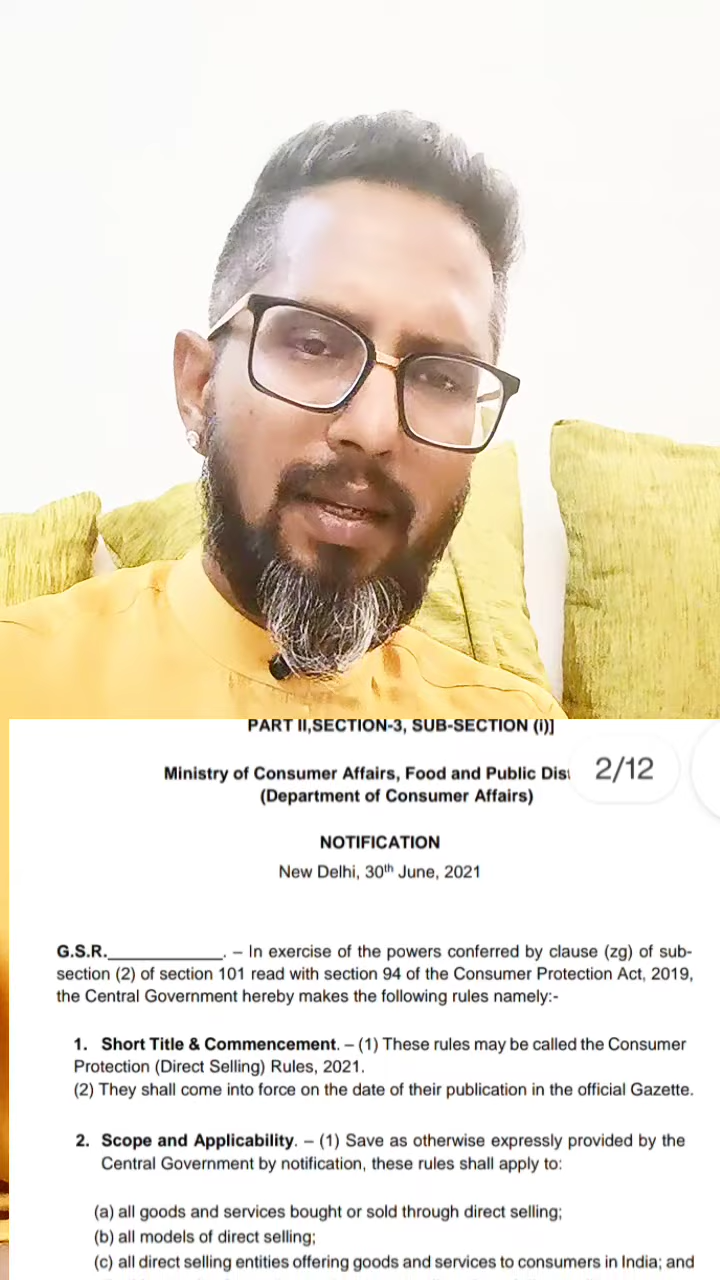 PART II,SECTION-3, SUB-SECTION (i)]
Ministry of Consumer Affairs, Food and Public
2/12
(Department of Consumer Affairs)
NOTIFICATION
New Delhi, 30th June, 2021
G.S.R.____________. – In exercise of the powers conferred by clause (zg) of sub-
section (2) of section 101 read with section 94 of the Consumer Protection Act, 2019,
the Central Government hereby makes the following rules namely:-
1. Short Title & Commencement. – (1) These rules may be called the Consumer
Protection (Direct Selling) Rules, 2021.
(2) They shall come into force on the date of their publication in the official Gazette.
2. Scope and Applicability. – (1) Save as otherwise expressly provided by the
Central Government by notification, these rules shall apply to:
(a) all goods and services bought or sold through direct selling;
(b) all models of direct selling;
(c) all direct selling entities offering goods and services to consumers in India; and